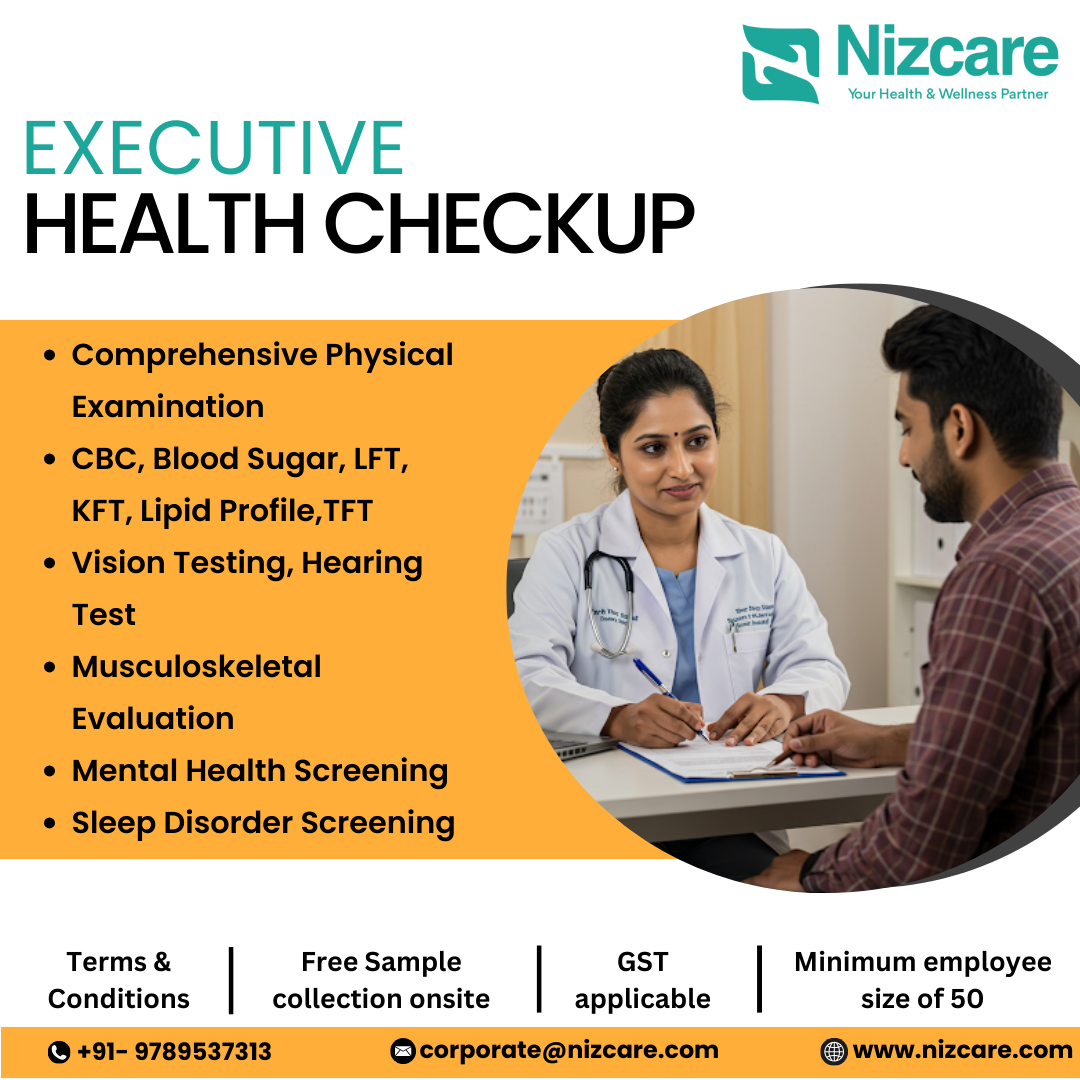 Nizcare
Your Health & Wellness Partner
EXECUTIVE
HEALTH CHECKUP
• Comprehensive Physical
Examination
• CBC, Blood Sugar, LFT,
KFT, Lipid Profile,TFT
• Vision Testing, Hearing
Test
• Musculoskeletal
Evaluation
• Mental Health Screening
• Sleep Disorder Screening
Terms &
Conditions
Free Sample
collection onsite
GST
applicable
Minimum employee
size of 50
+91- 9789537313
corporate@nizcare.com
www.nizcare.com